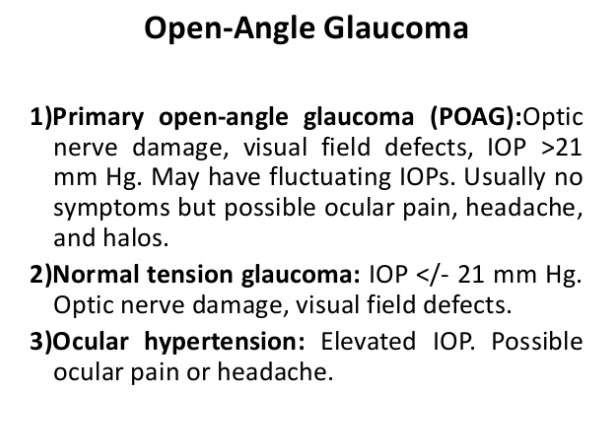 Open-Angle Glaucoma
1)Primary open-angle glaucoma (POAG):Optic
nerve damage, visual field defects, IOP >21
mm Hg. May have fluctuating IOPs. Usually no
symptoms but possible ocular pain, headache,
and halos.
2)Normal tension glaucoma: IOP </- 21 mm Hg.
Optic nerve damage, visual field defects.
3)Ocular hypertension: Elevated IOP. Possible
ocular pain or headache.